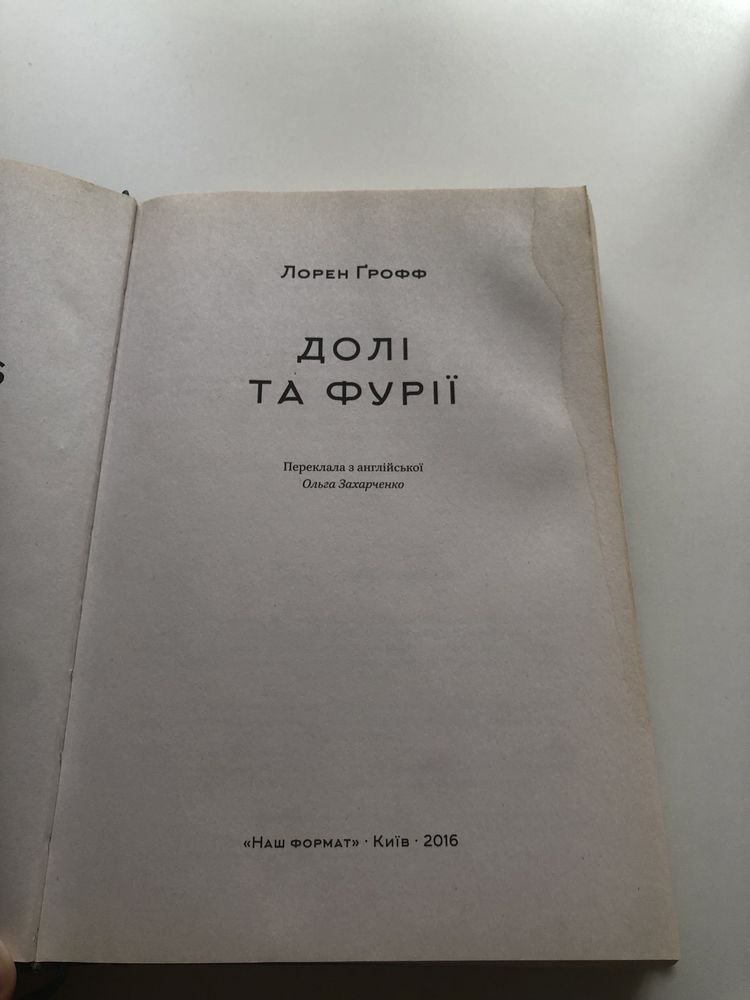 S
Лорен Ґрофф
ДОЛІ
ТА ФУРІЇ
Переклала з англійської
Ольга Захарченко
«Наш формат» · Київ · 2016